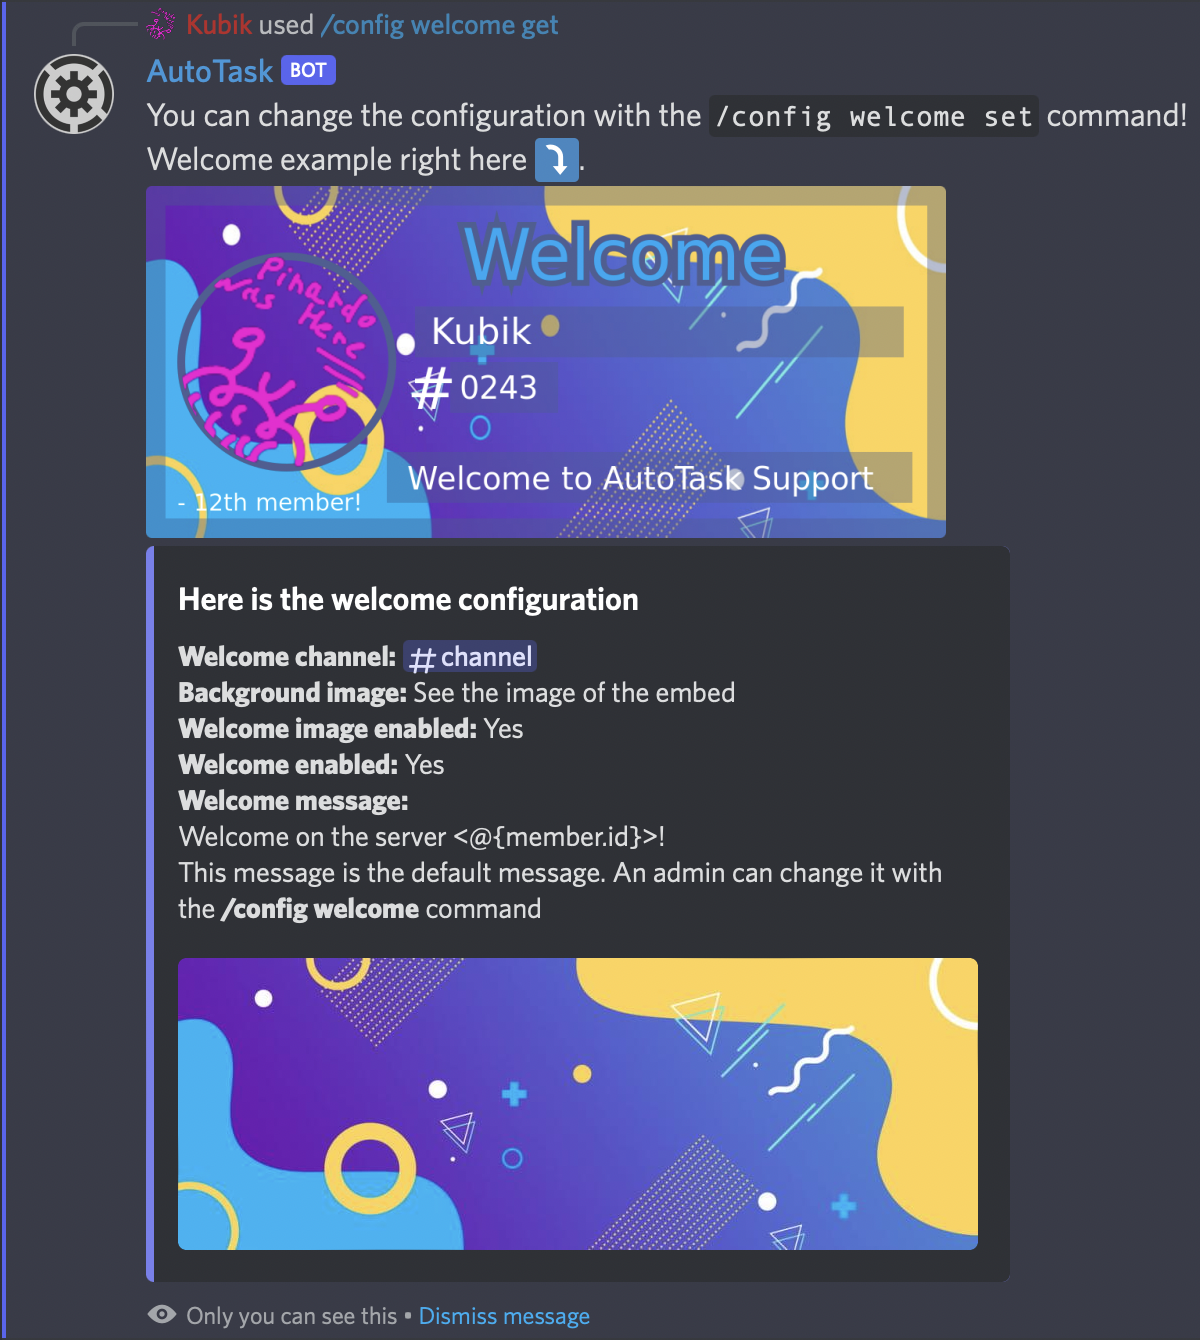 Kubik used /config welcome get
AutoTask BOT
You can change the configuration with the /config welcome set command!
Welcome example right here ⤵.
Welcome
Pinardo
was Here
Kubik
# 0243
Welcome to AutoTask Support
- 12th member!
Here is the welcome configuration
Welcome channel: #channel
Background image: See the image of the embed
Welcome image enabled: Yes
Welcome enabled: Yes
Welcome message:
Welcome on the server <@{member.id}>!
This message is the default message. An admin can change it with
the /config welcome command
Only you can see this • Dismiss message